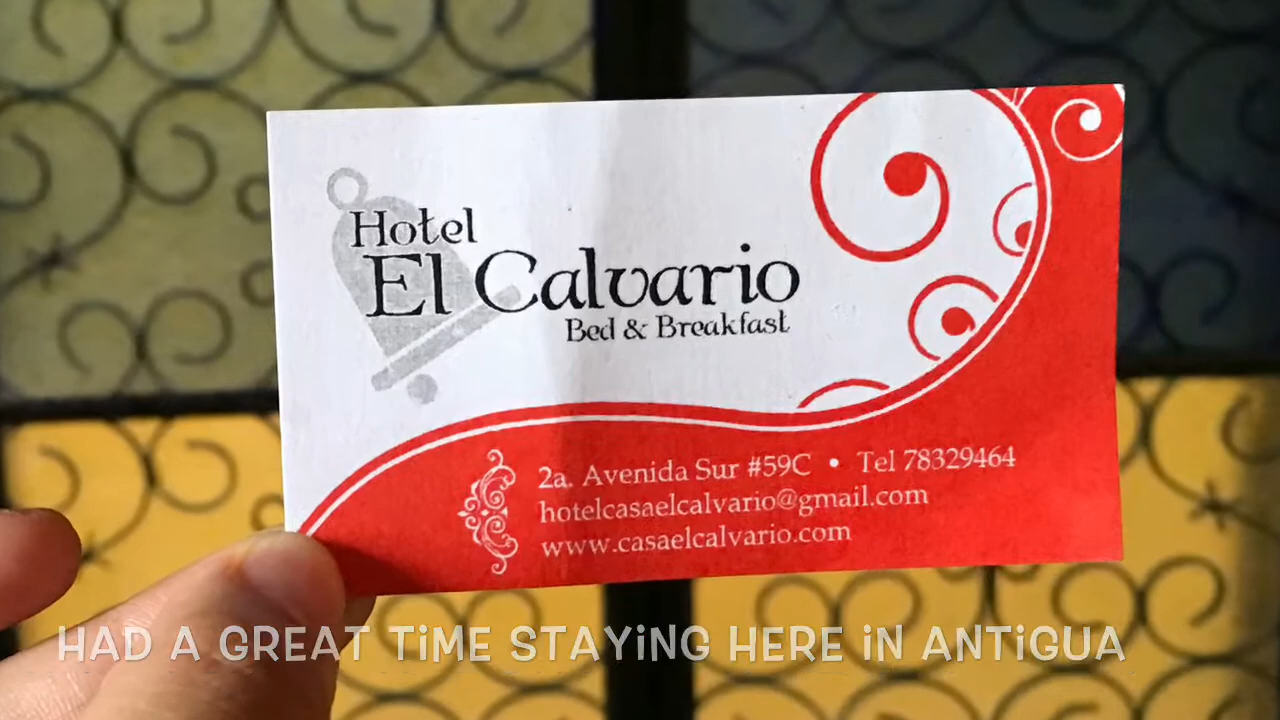 Hotel
El Calvario
Bed & Breakfast
2a. Avenida Sur #59C • Tel 78329464
hotelcasaelcalvario@gmail.com
www.casaelcalvario.com
HAD A GREAT TiME STAYiNG HERE iN ANTiGUA